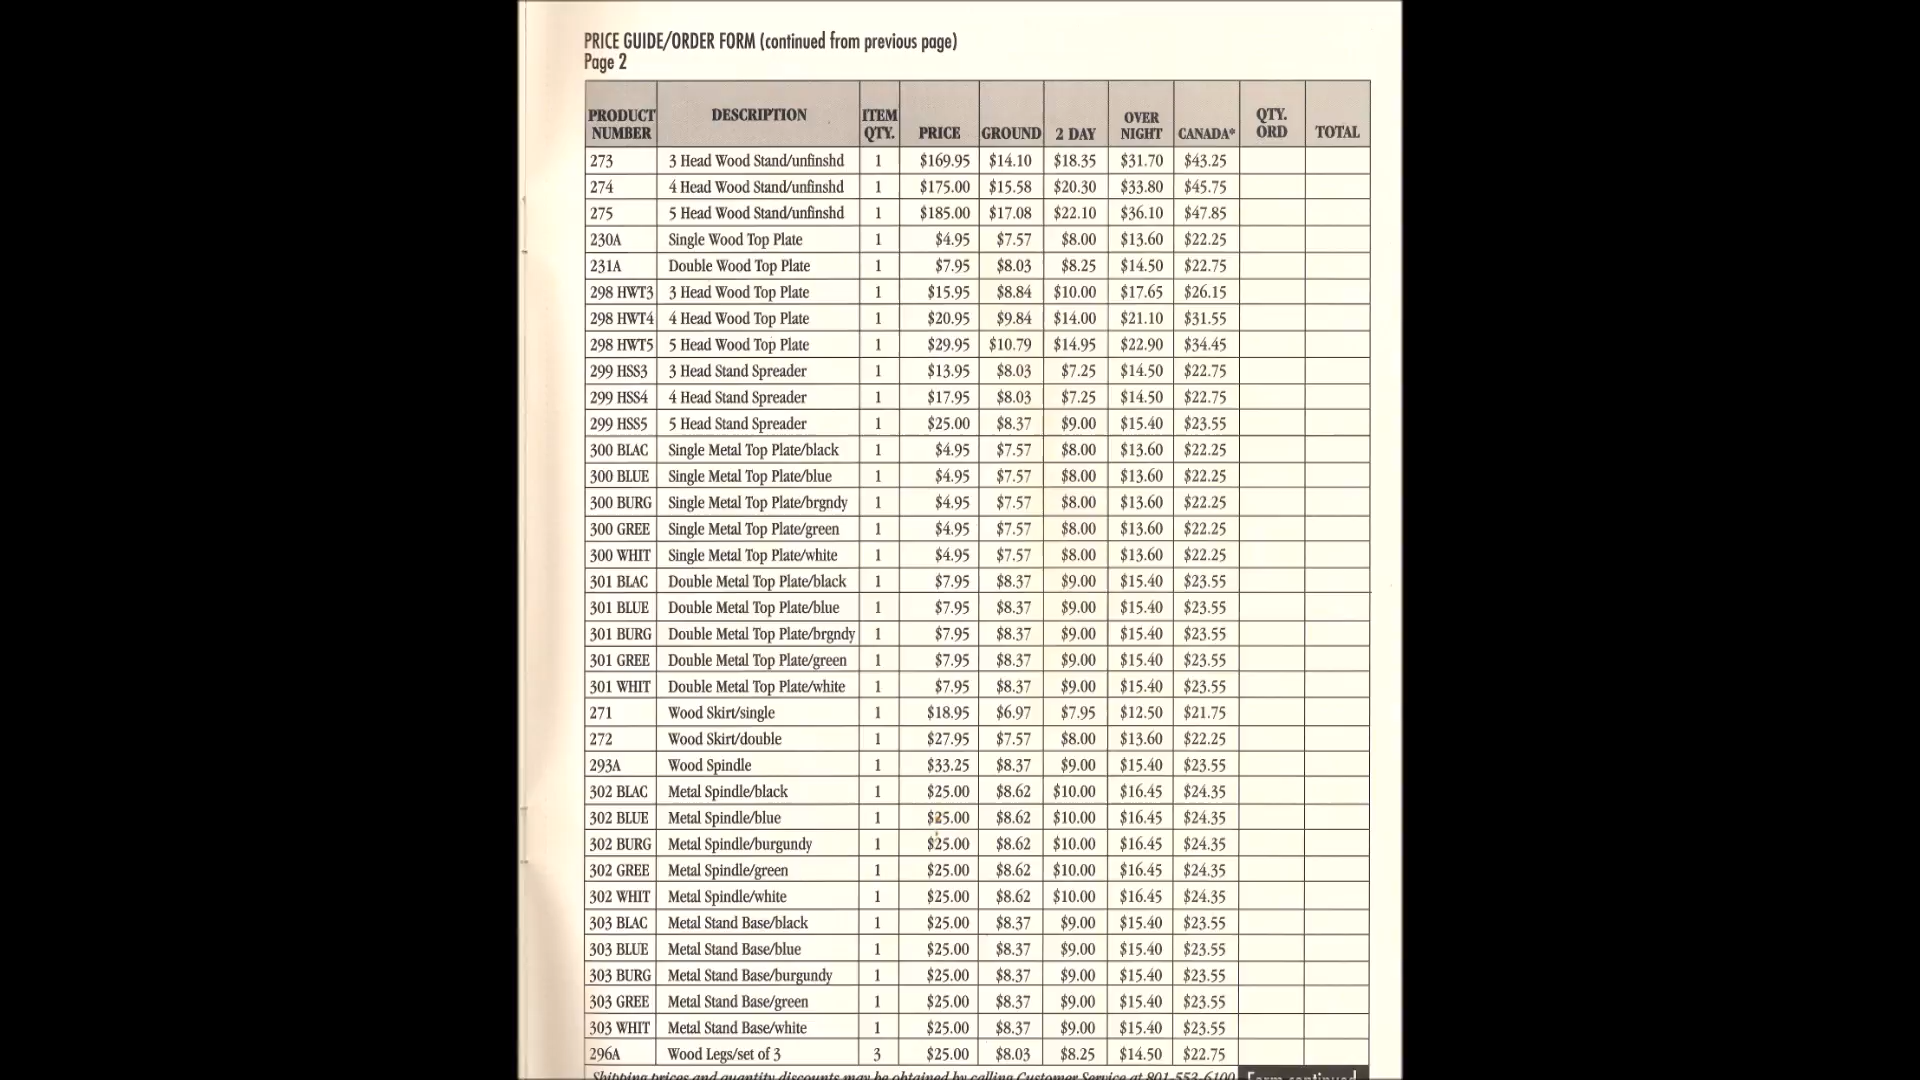 PRICE GUIDE/ORDER FORM (continued from previous page)
Page 2
PRODUCT NUMBER DESCRIPTION ITEM QTY. PRICE GROUND 2 DAY OVER NIGHT CANADA* QTY. ORD TOTAL
273 3 Head Wood Stand/unfinshd 1 $169.95 $14.10 $18.35 $31.70 $43.25
274 4 Head Wood Stand/unfinshd 1 $175.00 $15.58 $20.30 $33.80 $45.75
275 5 Head Wood Stand/unfinshd 1 $185.00 $17.08 $22.10 $36.10 $47.85
230A Single Wood Top Plate 1 $4.95 $7.57 $8.00 $13.60 $22.25
231A Double Wood Top Plate 1 $7.95 $8.03 $8.25 $14.50 $22.75
298 HWT3 3 Head Wood Top Plate 1 $15.95 $8.84 $10.00 $17.65 $26.15
298 HWT4 4 Head Wood Top Plate 1 $20.95 $9.84 $14.00 $21.10 $31.55
298 HWT5 5 Head Wood Top Plate 1 $29.95 $10.79 $14.95 $22.90 $34.45
299 HSS3 3 Head Stand Spreader 1 $13.95 $8.03 $7.25 $14.50 $22.75
299 HSS4 4 Head Stand Spreader 1 $17.95 $8.03 $7.25 $14.50 $22.75
299 HSS5 5 Head Stand Spreader 1 $25.00 $8.37 $9.00 $15.40 $23.55
300 BLAC Single Metal Top Plate/black 1 $4.95 $7.57 $8.00 $13.60 $22.25
300 BLUE Single Metal Top Plate/blue 1 $4.95 $7.57 $8.00 $13.60 $22.25
300 BURG Single Metal Top Plate/brgndy 1 $4.95 $7.57 $8.00 $13.60 $22.25
300 GREE Single Metal Top Plate/green 1 $4.95 $7.57 $8.00 $13.60 $22.25
300 WHIT Single Metal Top Plate/white 1 $4.95 $7.57 $8.00 $13.60 $22.25
301 BLAC Double Metal Top Plate/black 1 $7.95 $8.37 $9.00 $15.40 $23.55
301 BLUE Double Metal Top Plate/blue 1 $7.95 $8.37 $9.00 $15.40 $23.55
301 BURG Double Metal Top Plate/brgndy 1 $7.95 $8.37 $9.00 $15.40 $23.55
301 GREE Double Metal Top Plate/green 1 $7.95 $8.37 $9.00 $15.40 $23.55
301 WHIT Double Metal Top Plate/white 1 $7.95 $8.37 $9.00 $15.40 $23.55
271 Wood Skirt/single 1 $18.95 $6.97 $7.95 $12.50 $21.75
272 Wood Skirt/double 1 $27.95 $7.57 $8.00 $13.60 $22.25
293A Wood Spindle 1 $33.25 $8.37 $9.00 $15.40 $23.55
302 BLAC Metal Spindle/black 1 $25.00 $8.62 $10.00 $16.45 $24.35
302 BLUE Metal Spindle/blue 1 $25.00 $8.62 $10.00 $16.45 $24.35
302 BURG Metal Spindle/burgundy 1 $25.00 $8.62 $10.00 $16.45 $24.35
302 GREE Metal Spindle/green 1 $25.00 $8.62 $10.00 $16.45 $24.35
302 WHIT Metal Spindle/white 1 $25.00 $8.62 $10.00 $16.45 $24.35
303 BLAC Metal Stand Base/black 1 $25.00 $8.37 $9.00 $15.40 $23.55
303 BLUE Metal Stand Base/blue 1 $25.00 $8.37 $9.00 $15.40 $23.55
303 BURG Metal Stand Base/burgundy 1 $25.00 $8.37 $9.00 $15.40 $23.55
303 GREE Metal Stand Base/green 1 $25.00 $8.37 $9.00 $15.40 $23.55
303 WHIT Metal Stand Base/white 1 $25.00 $8.37 $9.00 $15.40 $23.55
296A Wood Legs/set of 3 3 $25.00 $8.03 $8.25 $14.50 $22.75
Shipping prices and quantity discounts may be obtained by calling Customer Service at 801-553-6100 Form continued